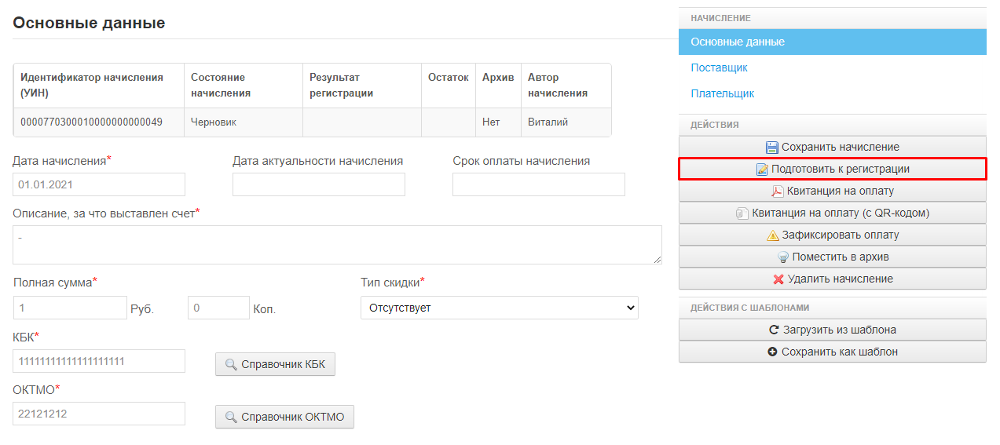 Основные данные
Идентификатор начисления (УИН)
Состояние начисления
Результат регистрации
Остаток
Архив
Автор начисления
0000770300010000000000049
Черновик
Нет
Виталий
Дата начисления*
Дата актуальности начисления
Срок оплаты начисления
01.01.2021
Описание, за что выставлен счет*
-
Полная сумма*
Тип скидки*
1 Руб. 0 Коп.
Отсутствует
КБК*
11111111111111111111
Справочник КБК
ОКТМО*
22121212
Справочник ОКТМО
НАЧИСЛЕНИЕ
Основные данные
Поставщик
Плательщик
ДЕЙСТВИЯ
Сохранить начисление
Подготовить к регистрации
Квитанция на оплату
Квитанция на оплату (с QR-кодом)
Зафиксировать оплату
Поместить в архив
Удалить начисление
ДЕЙСТВИЯ С ШАБЛОНАМИ
Загрузить из шаблона
Сохранить как шаблон